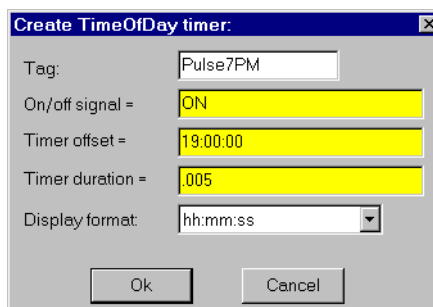 Create TimeOfDay timer:
Tag: Pulse7PM
On/off signal = ON
Timer offset = 19:00:00
Timer duration = .005
Display format: hh:mm:ss
Ok Cancel